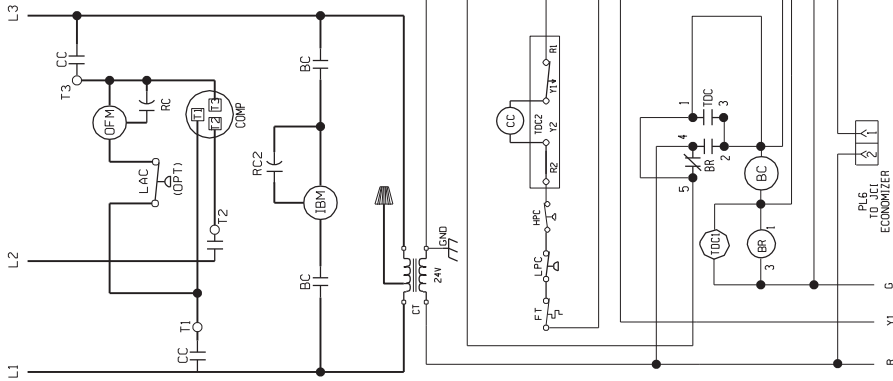 L3
CC
T3
OFM
RC
T1
T2
T3
COMP
LAC
(OPT)
T2
L2
T1
CC
L1
BC
RC2
IBM
BC
GND
CT
24V
R1
Y1
CC
TDC2
Y2
R2
HPC
LPC
FT
1
TDC
3
4
BR
2
5
BC
TDC1
BR
1
3
1
2
PL6
TO JCI
ECONOMIZER
G
Y1
R